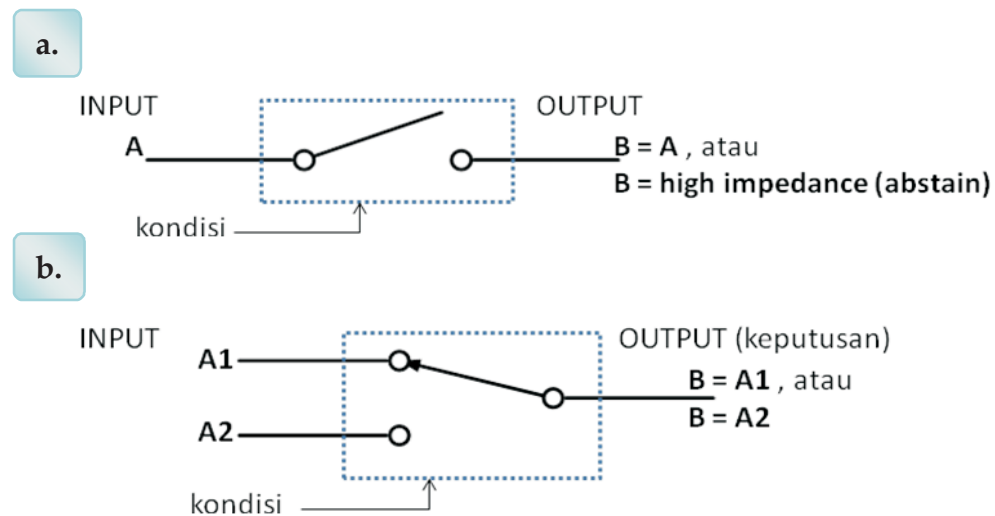 a.
INPUT
OUTPUT
A
B = A , atau
B = high impedance (abstain)
kondisi
b.
INPUT
OUTPUT (keputusan)
A1
B = A1 , atau
A2
B = A2
kondisi